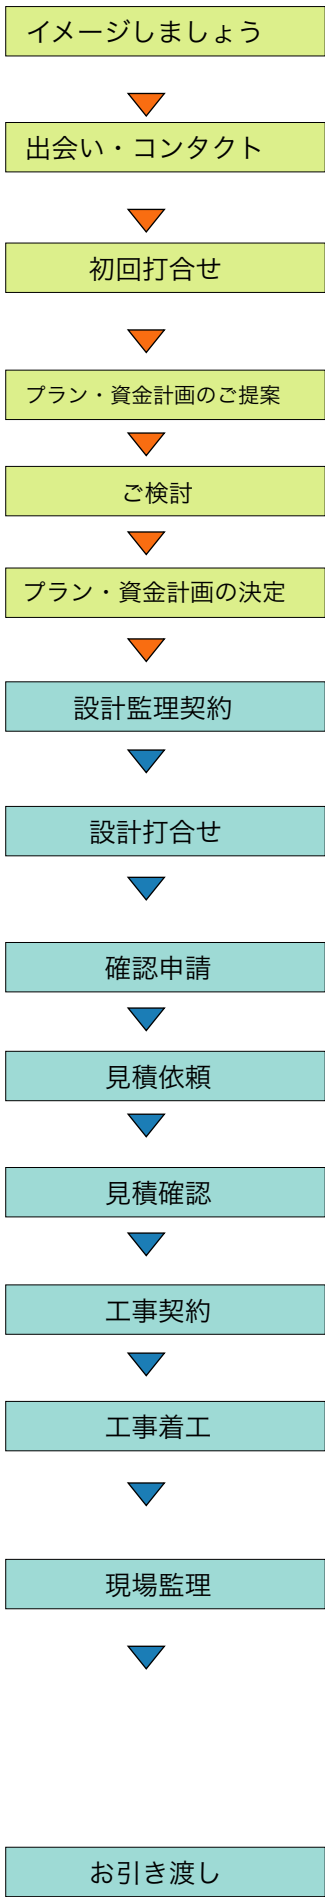 イメージしましょう
出会い・コンタクト
初回打合せ
プラン・資金計画のご提案
ご検討
プラン・資金計画の決定
設計監理契約
設計打合せ
確認申請
見積依頼
見積確認
工事契約
工事着工
現場監理
お引き渡し